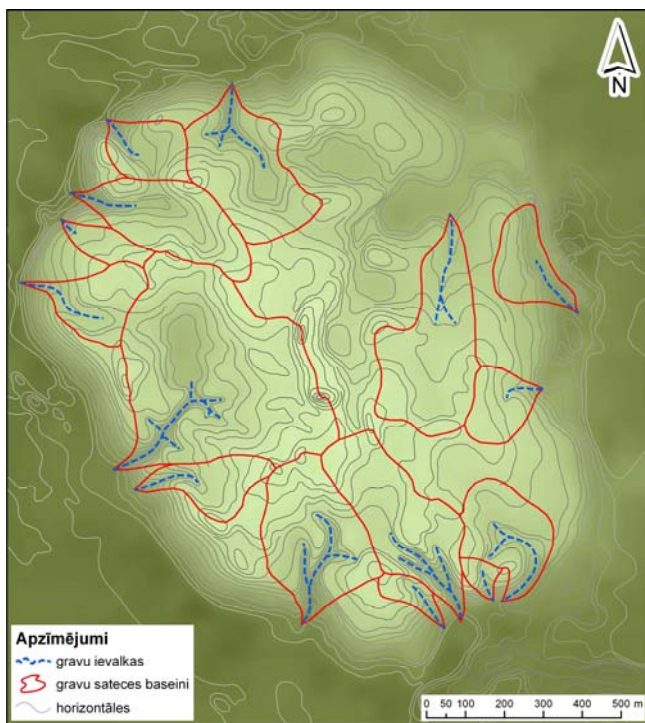 N
Apzīmējumi
gravu ievalkas
gravu sateces baseini
horizontāles
0 50 100 200 300 400 500 m